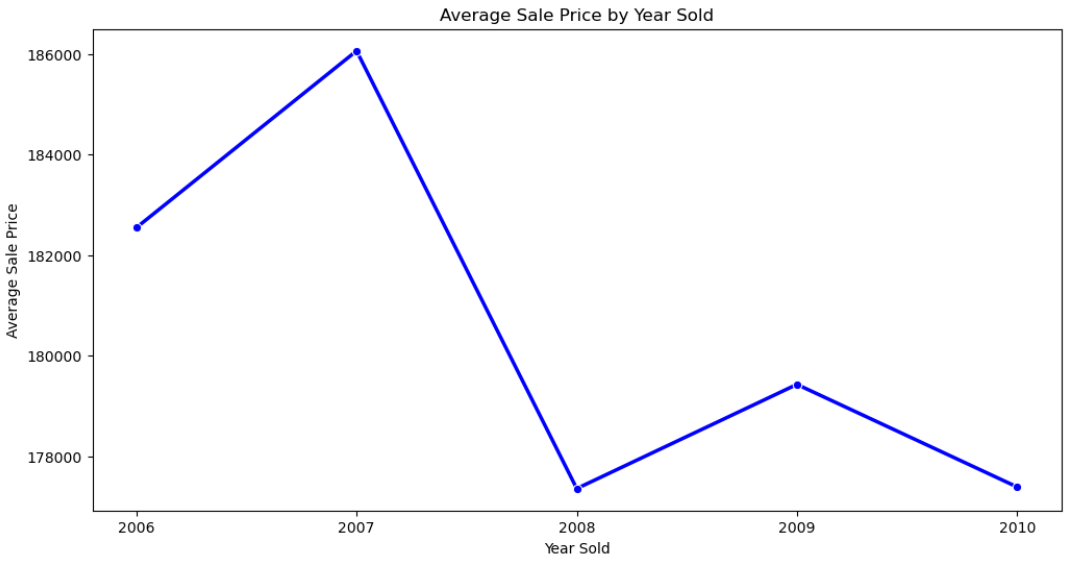 Average Sale Price by Year Sold
186000
184000
182000
180000
178000
Average Sale Price
2006 2007 2008 2009 2010
Year Sold